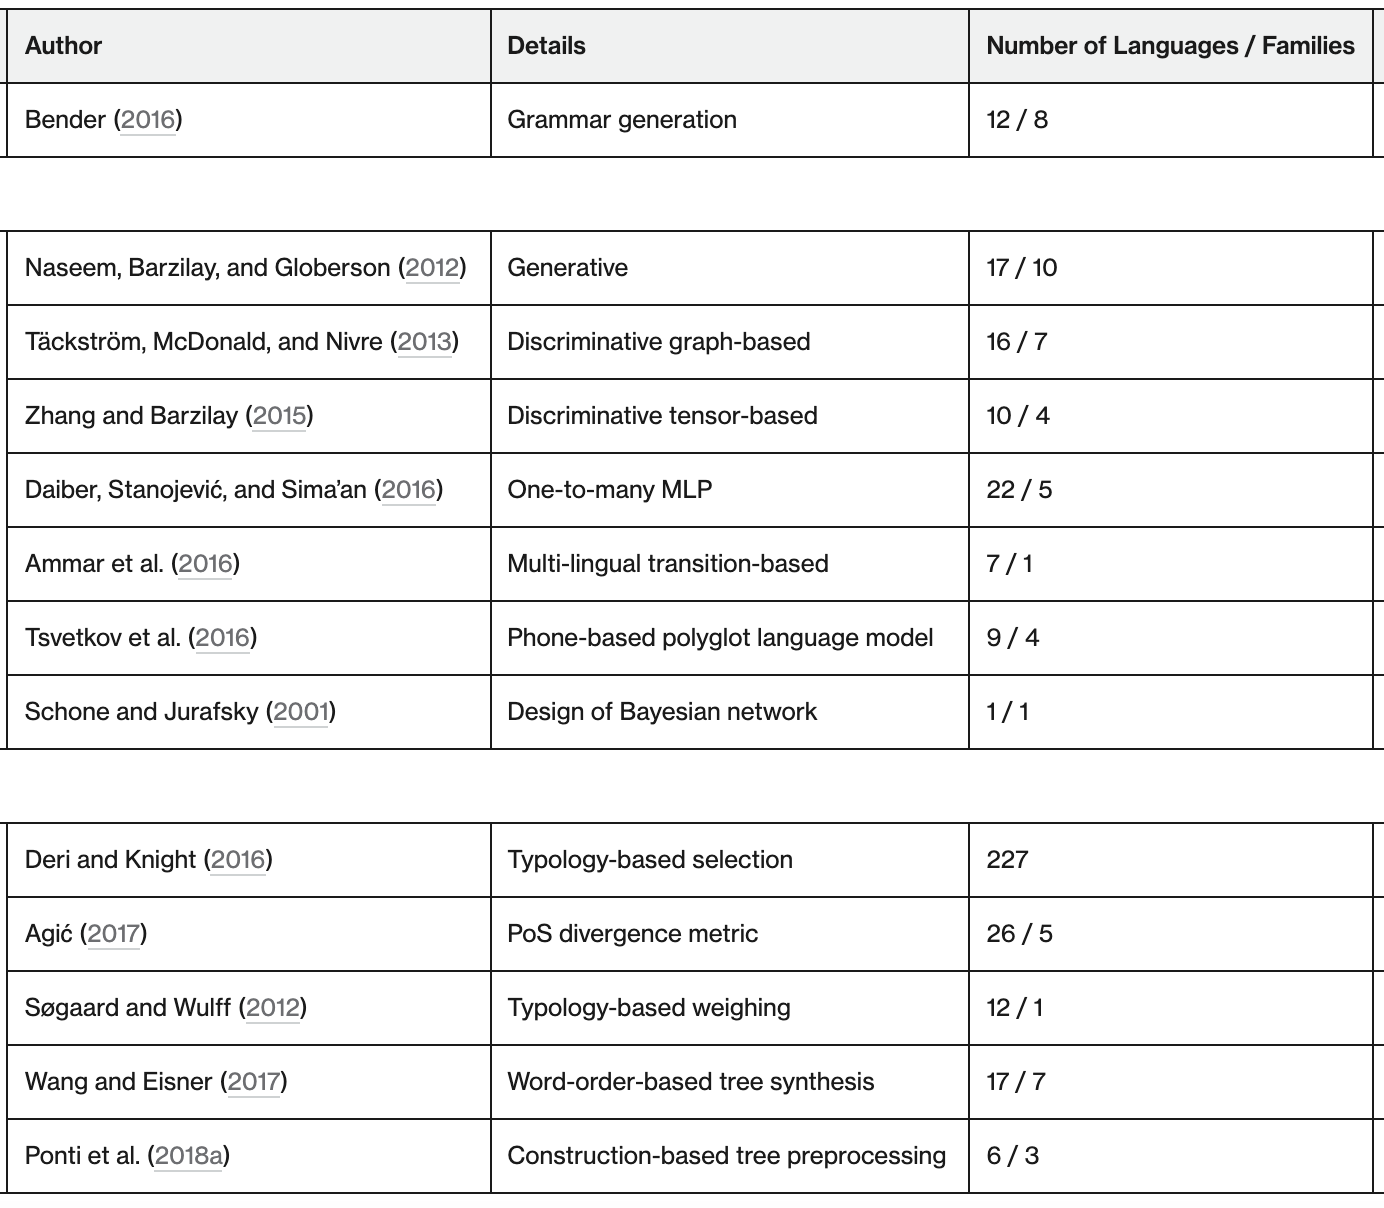 Author Details Number of Languages / Families
Bender (2016) Grammar generation 12 / 8
Naseem, Barzilay, and Globerson (2012) Generative 17 / 10
Täckström, McDonald, and Nivre (2013) Discriminative graph-based 16 / 7
Zhang and Barzilay (2015) Discriminative tensor-based 10 / 4
Daiber, Stanojević, and Sima’an (2016) One-to-many MLP 22 / 5
Ammar et al. (2016) Multi-lingual transition-based 7 / 1
Tsvetkov et al. (2016) Phone-based polyglot language model 9 / 4
Schone and Jurafsky (2001) Design of Bayesian network 1 / 1
Deri and Knight (2016) Typology-based selection 227
Agić (2017) PoS divergence metric 26 / 5
Søgaard and Wulff (2012) Typology-based weighing 12 / 1
Wang and Eisner (2017) Word-order-based tree synthesis 17 / 7
Ponti et al. (2018a) Construction-based tree preprocessing 6 / 3